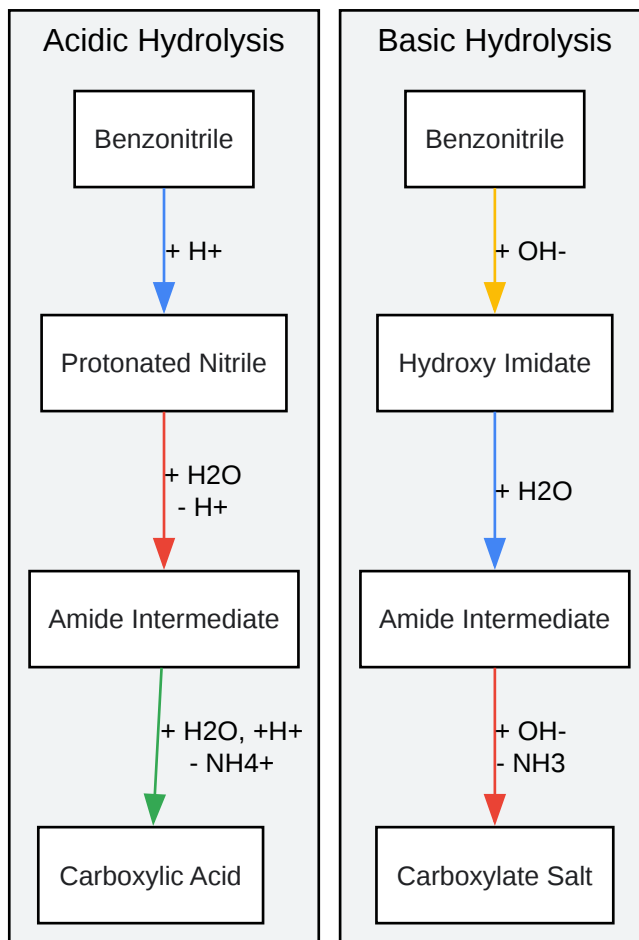 Acidic Hydrolysis
Benzonitrile
+ H+
Protonated Nitrile
+ H2O
- H+
Amide Intermediate
+ H2O, +H+
- NH4+
Carboxylic Acid
Basic Hydrolysis
Benzonitrile
+ OH-
Hydroxy Imidate
+ H2O
Amide Intermediate
+ OH-
- NH3
Carboxylate Salt